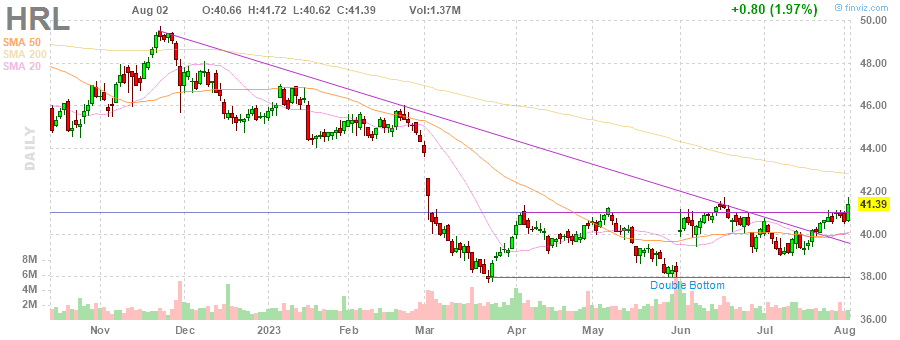 HRL
Aug 02 O:40.66 H:41.72 L:40.62 C:41.39 Vol:1.37M
+0.80 (1.97%)
@ finviz.com
SMA 50
SMA 200
SMA 20
DAILY
50.00
48.00
46.00
44.00
42.00
41.39
40.00
38.00
36.00
8M
6M
4M
2M
Double Bottom
Nov Dec 2023 Feb Mar Apr May Jun Jul Aug